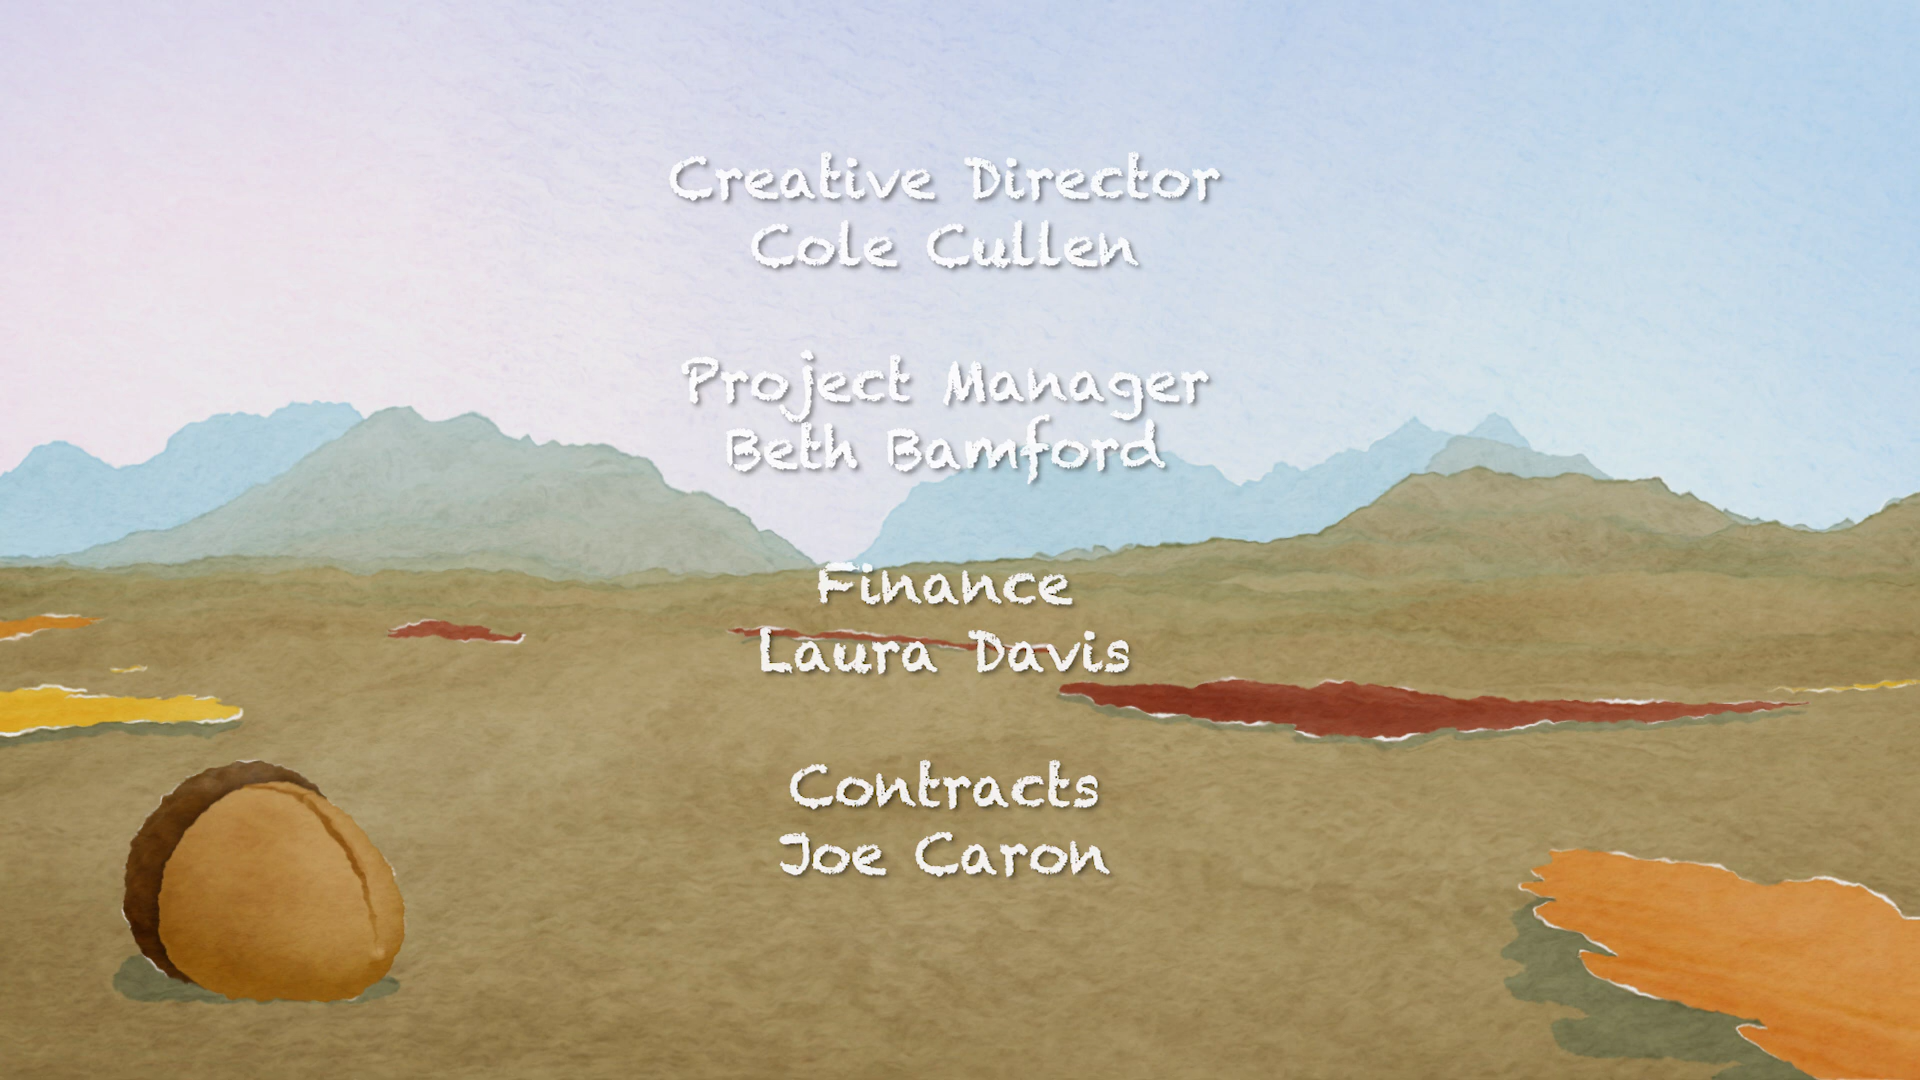 Creative Director
Cole Cullen
Project Manager
Beth Bamford
Finance
Laura Davis
Contracts
Joe Caron